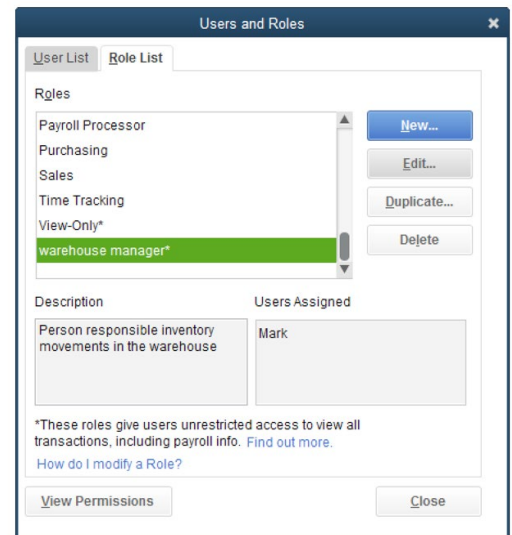 Users and Roles
User List
Role List
Roles
Payroll Processor
Purchasing
Sales
Time Tracking
View-Only*
warehouse manager*
New...
Edit...
Duplicate...
Delete
Description
Users Assigned
Person responsible inventory
movements in the warehouse
Mark
*These roles give users unrestricted access to view all
transactions, including payroll info. Find out more.
How do I modify a Role?
View Permissions
Close